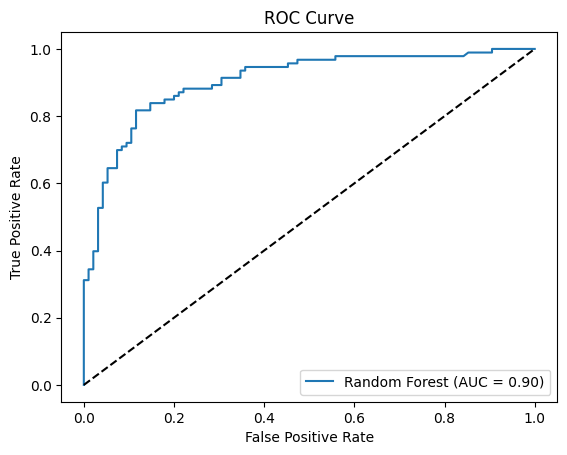 ROC Curve
1.0
0.8
0.6
0.4
0.2
0.0
True Positive Rate
Random Forest (AUC = 0.90)
0.0 0.2 0.4 0.6 0.8 1.0
False Positive Rate